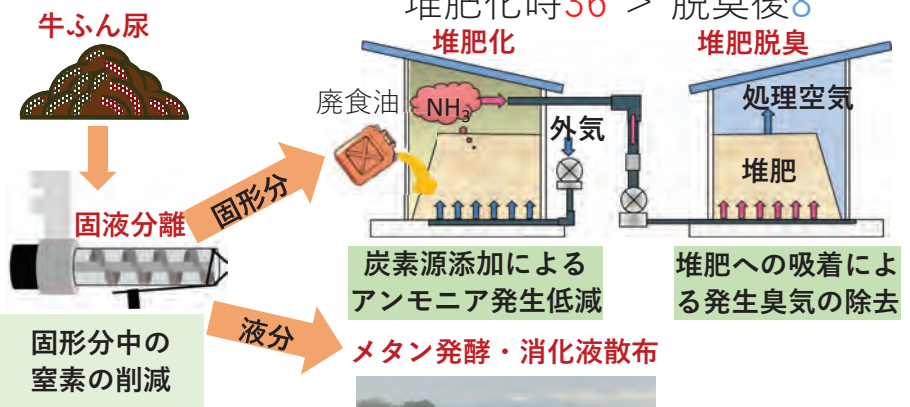 堆肥化時36 > 脱臭後8
牛ふん尿
堆肥化
堆肥脱臭
廃食油
NH3
外気
処理空気
堆肥
固液分離
固形分
炭素源添加による
アンモニア発生低減
堆肥への吸着によ
る発生臭気の除去
固形分中の
窒素の削減
液分
メタン発酵・消化液散布